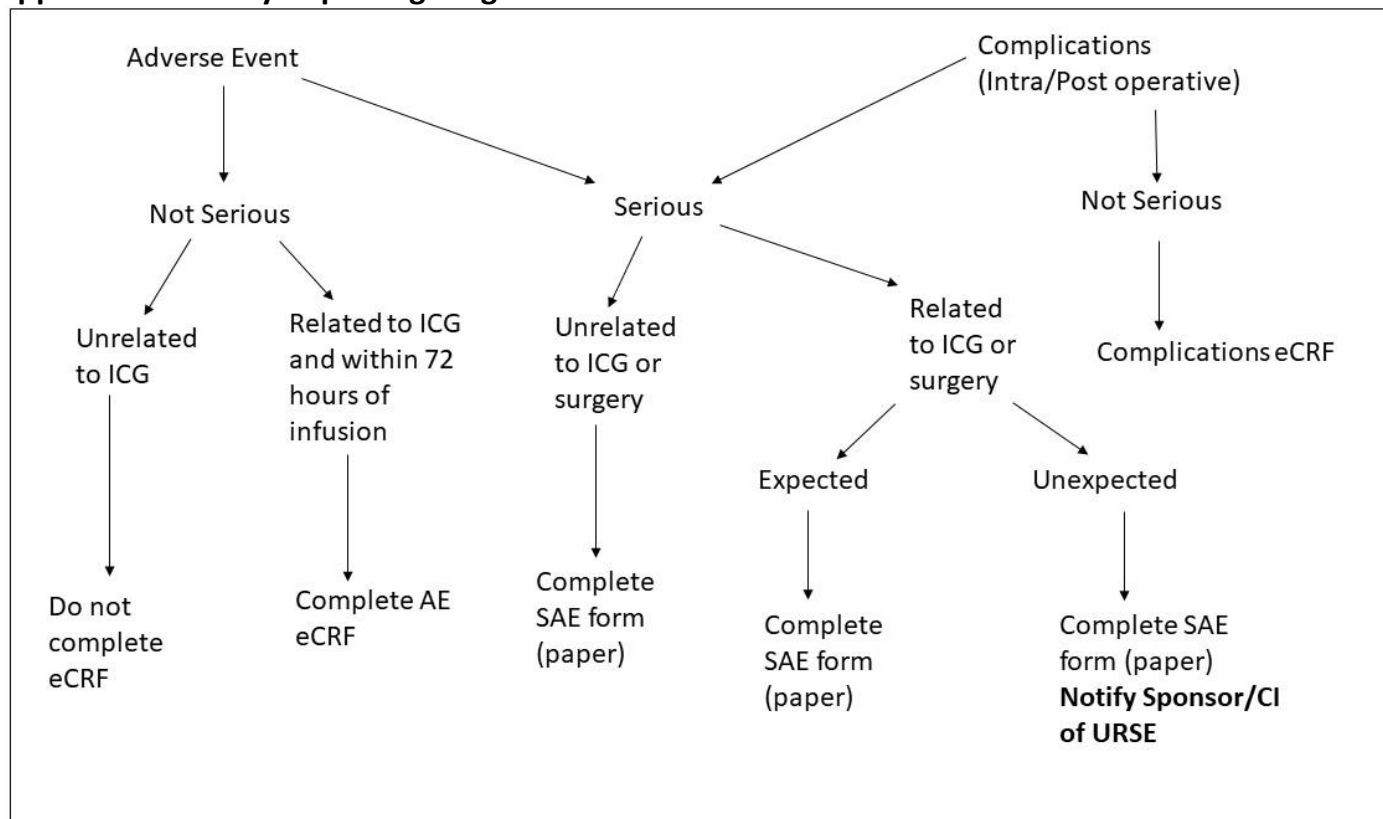 Adverse Event
Complications
(Intra/Post operative)
Not Serious
Serious
Not Serious
Unrelated
to ICG
Related to ICG
and within 72
hours of
infusion
Unrelated
to ICG or
surgery
Related
to ICG or
surgery
Complications eCRF
Expected
Unexpected
Do not
complete
eCRF
Complete AE
eCRF
Complete
SAE form
(paper)
Complete
SAE form
(paper)
Complete SAE
form (paper)
Notify Sponsor/CI
of URSE